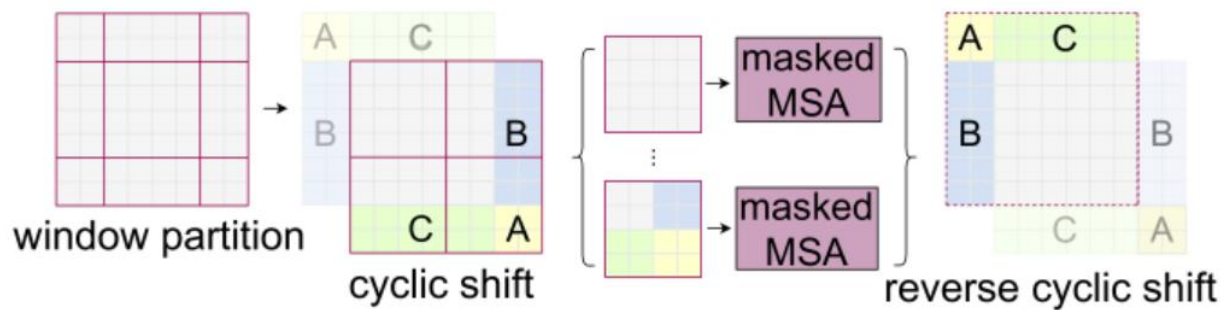 A C
B
B
C A
window partition
cyclic shift
masked
MSA
...
masked
MSA
A C
B B
C A
reverse cyclic shift